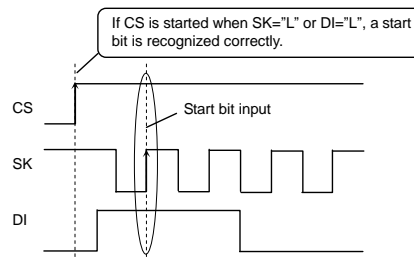 If CS is started when SK="L" or DI="L", a start
bit is recognized correctly.
CS
Start bit input
SK
DI